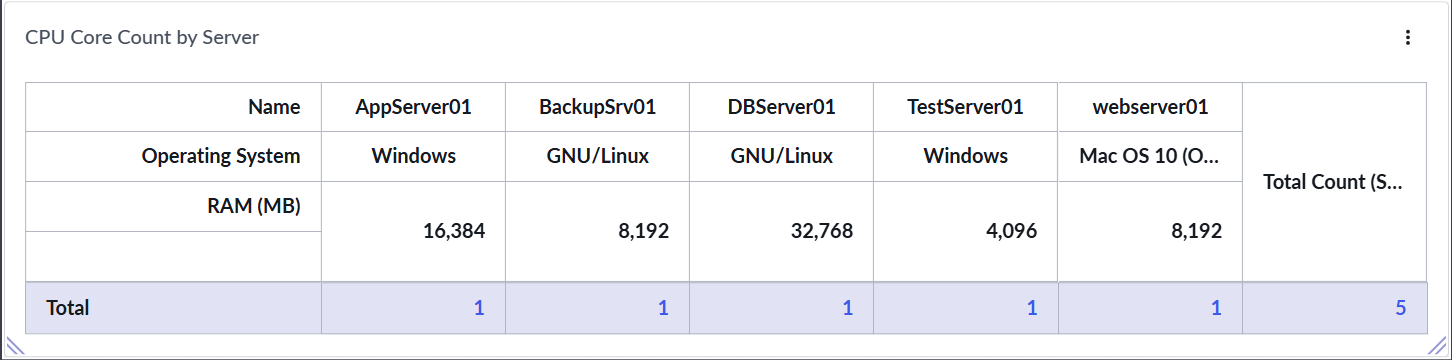 CPU Core Count by Server
Name AppServer01 BackupSrv01 DBServer01 TestServer01 webserver01
Operating System Windows GNU/Linux GNU/Linux Windows Mac OS 10 (O...
Total Count (S...
RAM (MB)
16,384 8,192 32,768 4,096 8,192
Total 1 1 1 1 1 5